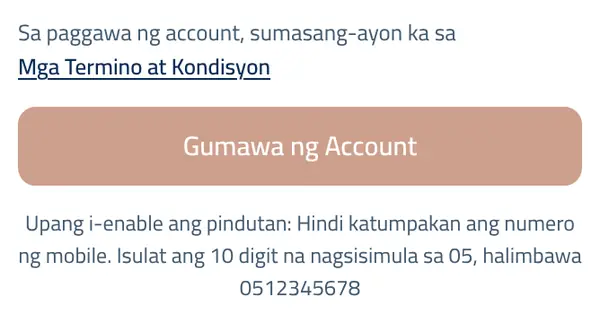 Sa paggawa ng account, sumasang-ayon ka sa
Mga Termino at Kondisyon
Gumawa ng Account
Upang i-enable ang pindutan: Hindi katumpakan ang numero
ng mobile. Isulat ang 10 digit na nagsisimula sa 05, halimbawa
0512345678